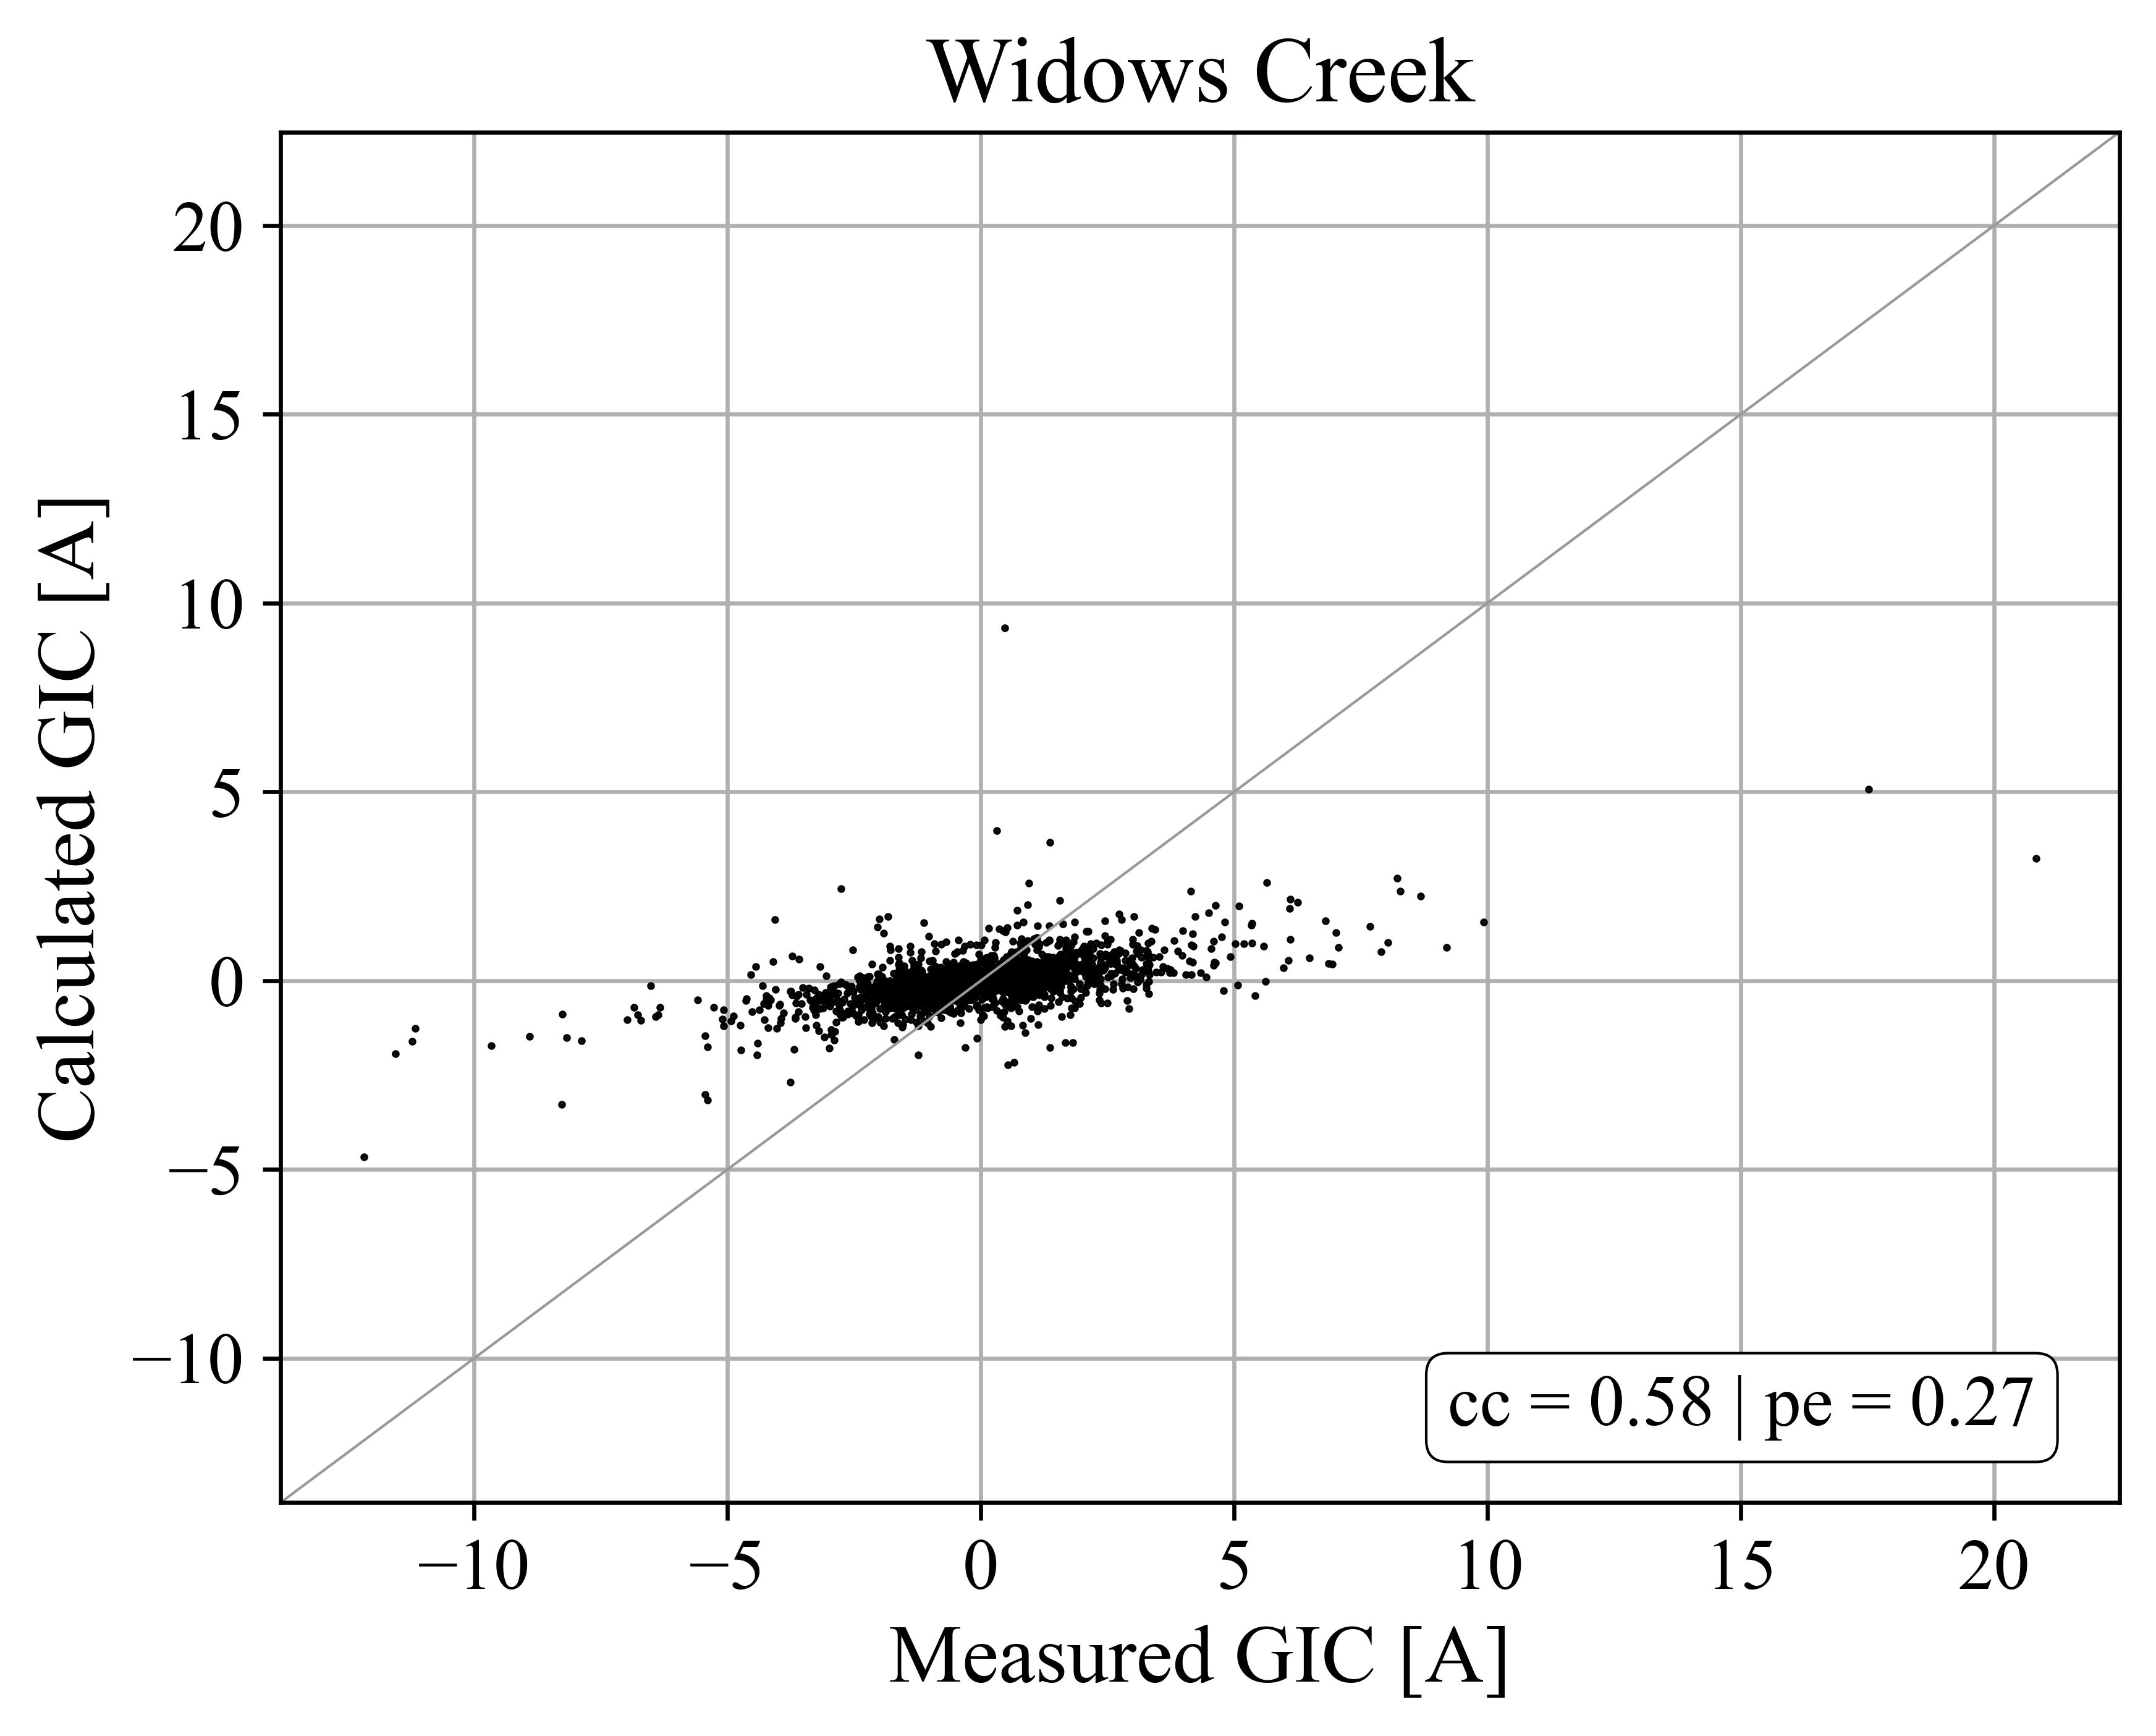 Widows Creek
Calculated GIC [A]
20
15
10
5
0
−5
−10
cc = 0.58 | pe = 0.27
−10 −5 0 5 10 15 20
Measured GIC [A]